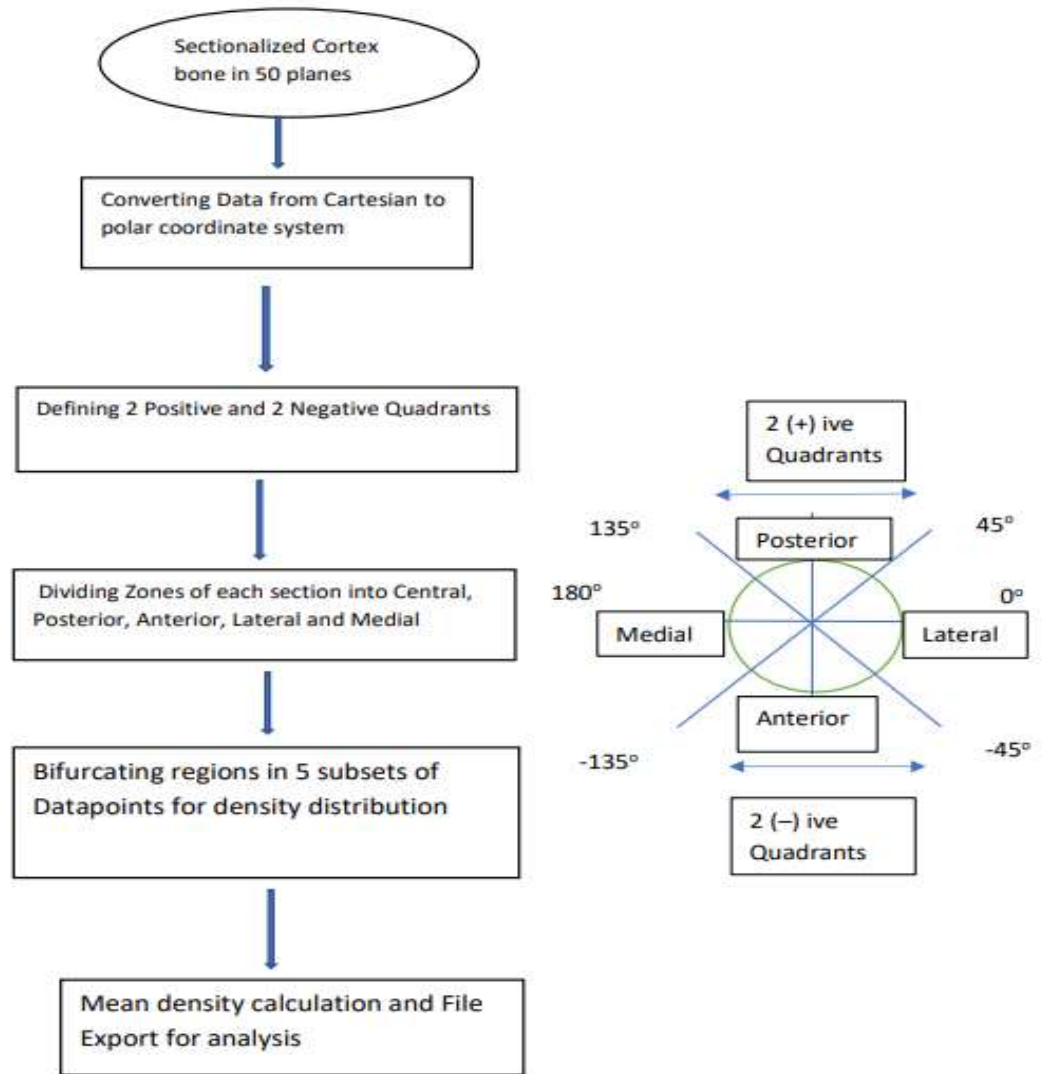 Sectionalized Cortex
bone in 50 planes
Converting Data from Cartesian to
polar coordinate system
Defining 2 Positive and 2 Negative Quadrants
Dividing Zones of each section into Central,
Posterior, Anterior, Lateral and Medial
Bifurcating regions in 5 subsets of
Datapoints for density distribution
Mean density calculation and File
Export for analysis
2 (+) ive
Quadrants
135°
45°
Posterior
180°
0°
Medial
Lateral
Anterior
-135°
-45°
2 (–) ive
Quadrants